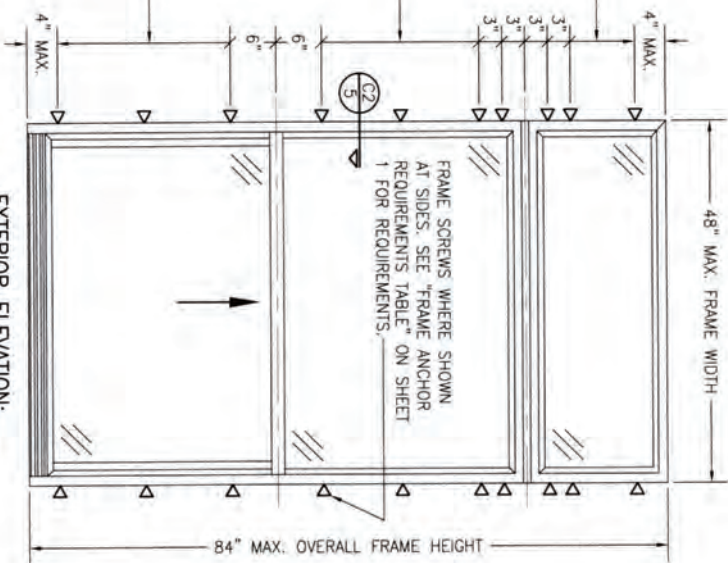 4" MAX.
6"
6"
3"
3"
3"
3"
4" MAX.
C2
5
48" MAX. FRAME WIDTH
FRAME SCREWS WHERE SHOWN
AT SIDES. SEE "FRAME ANCHOR
REQUIREMENTS TABLE" ON SHEET
1 FOR REQUIREMENTS.
84" MAX. OVERALL FRAME HEIGHT
EXTERIOR ELEVATION: